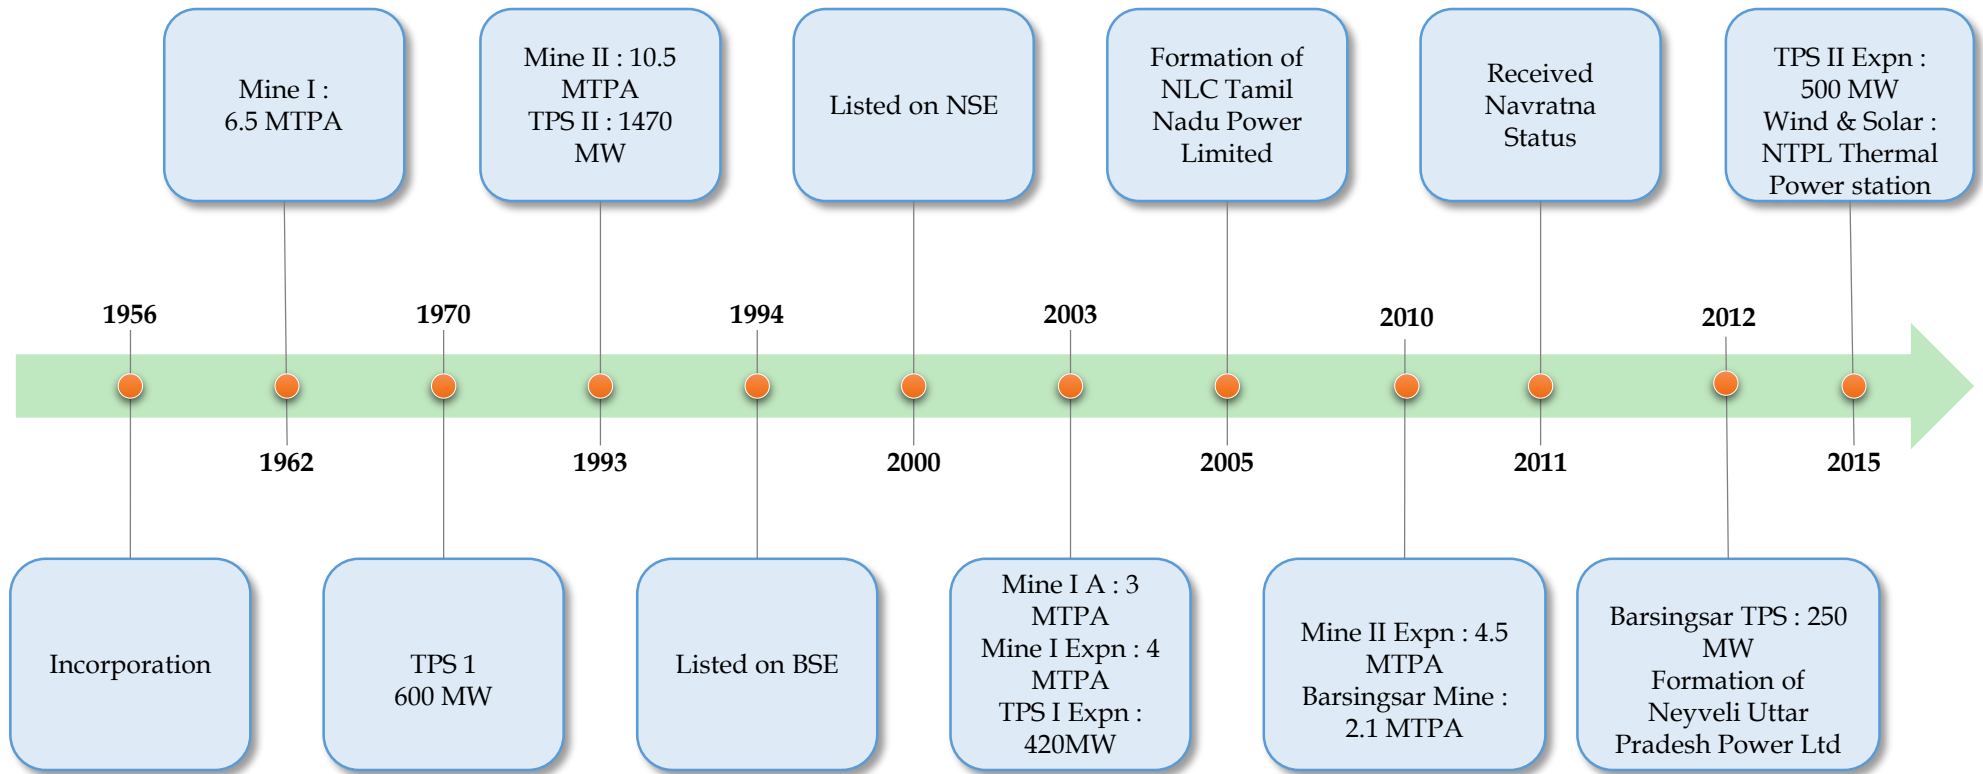 Mine I :
6.5 MTPA
Mine II : 10.5
MTPA
TPS II : 1470
MW
Listed on NSE
Formation of
NLC Tamil
Nadu Power
Limited
Received
Navratna
Status
TPS II Expn :
500 MW
Wind & Solar :
NTPL Thermal
Power station
1956
1970
1994
2003
2010
2012
1962
1993
2000
2005
2011
2015
Incorporation
TPS 1
600 MW
Listed on BSE
Mine I A : 3
MTPA
Mine I Expn : 4
MTPA
TPS I Expn :
420MW
Mine II Expn : 4.5
MTPA
Barsingsar Mine :
2.1 MTPA
Barsingsar TPS : 250
MW
Formation of
Neyveli Uttar
Pradesh Power Ltd